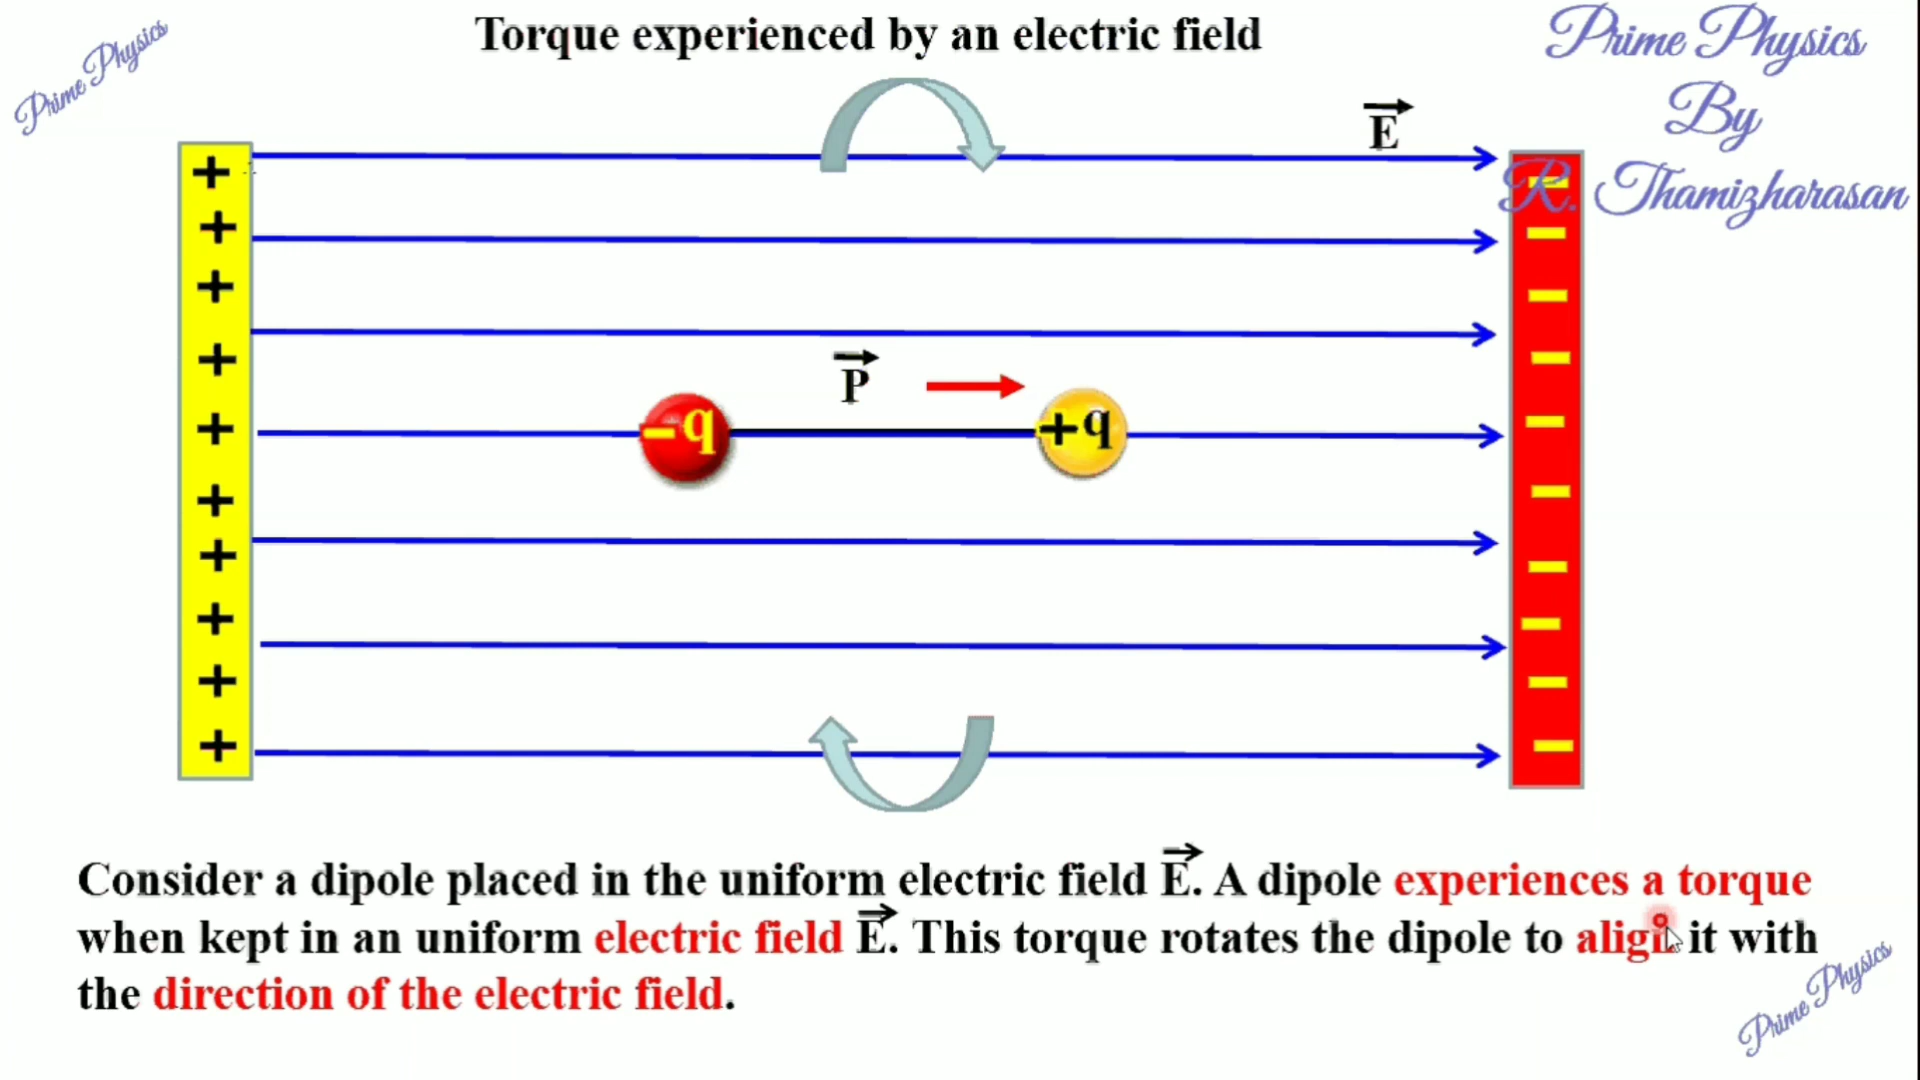 Torque experienced by an electric field
Prime Physics
Prime Physics
By
R. Thamizharasan
E
+
+
+
+
+
+
+
+
+
+
−
−
−
−
−
−
−
−
−
−
P
−q
+q
Consider a dipole placed in the uniform electric field E. A dipole experiences a torque
when kept in an uniform electric field E. This torque rotates the dipole to align it with
the direction of the electric field.
Prime Physics